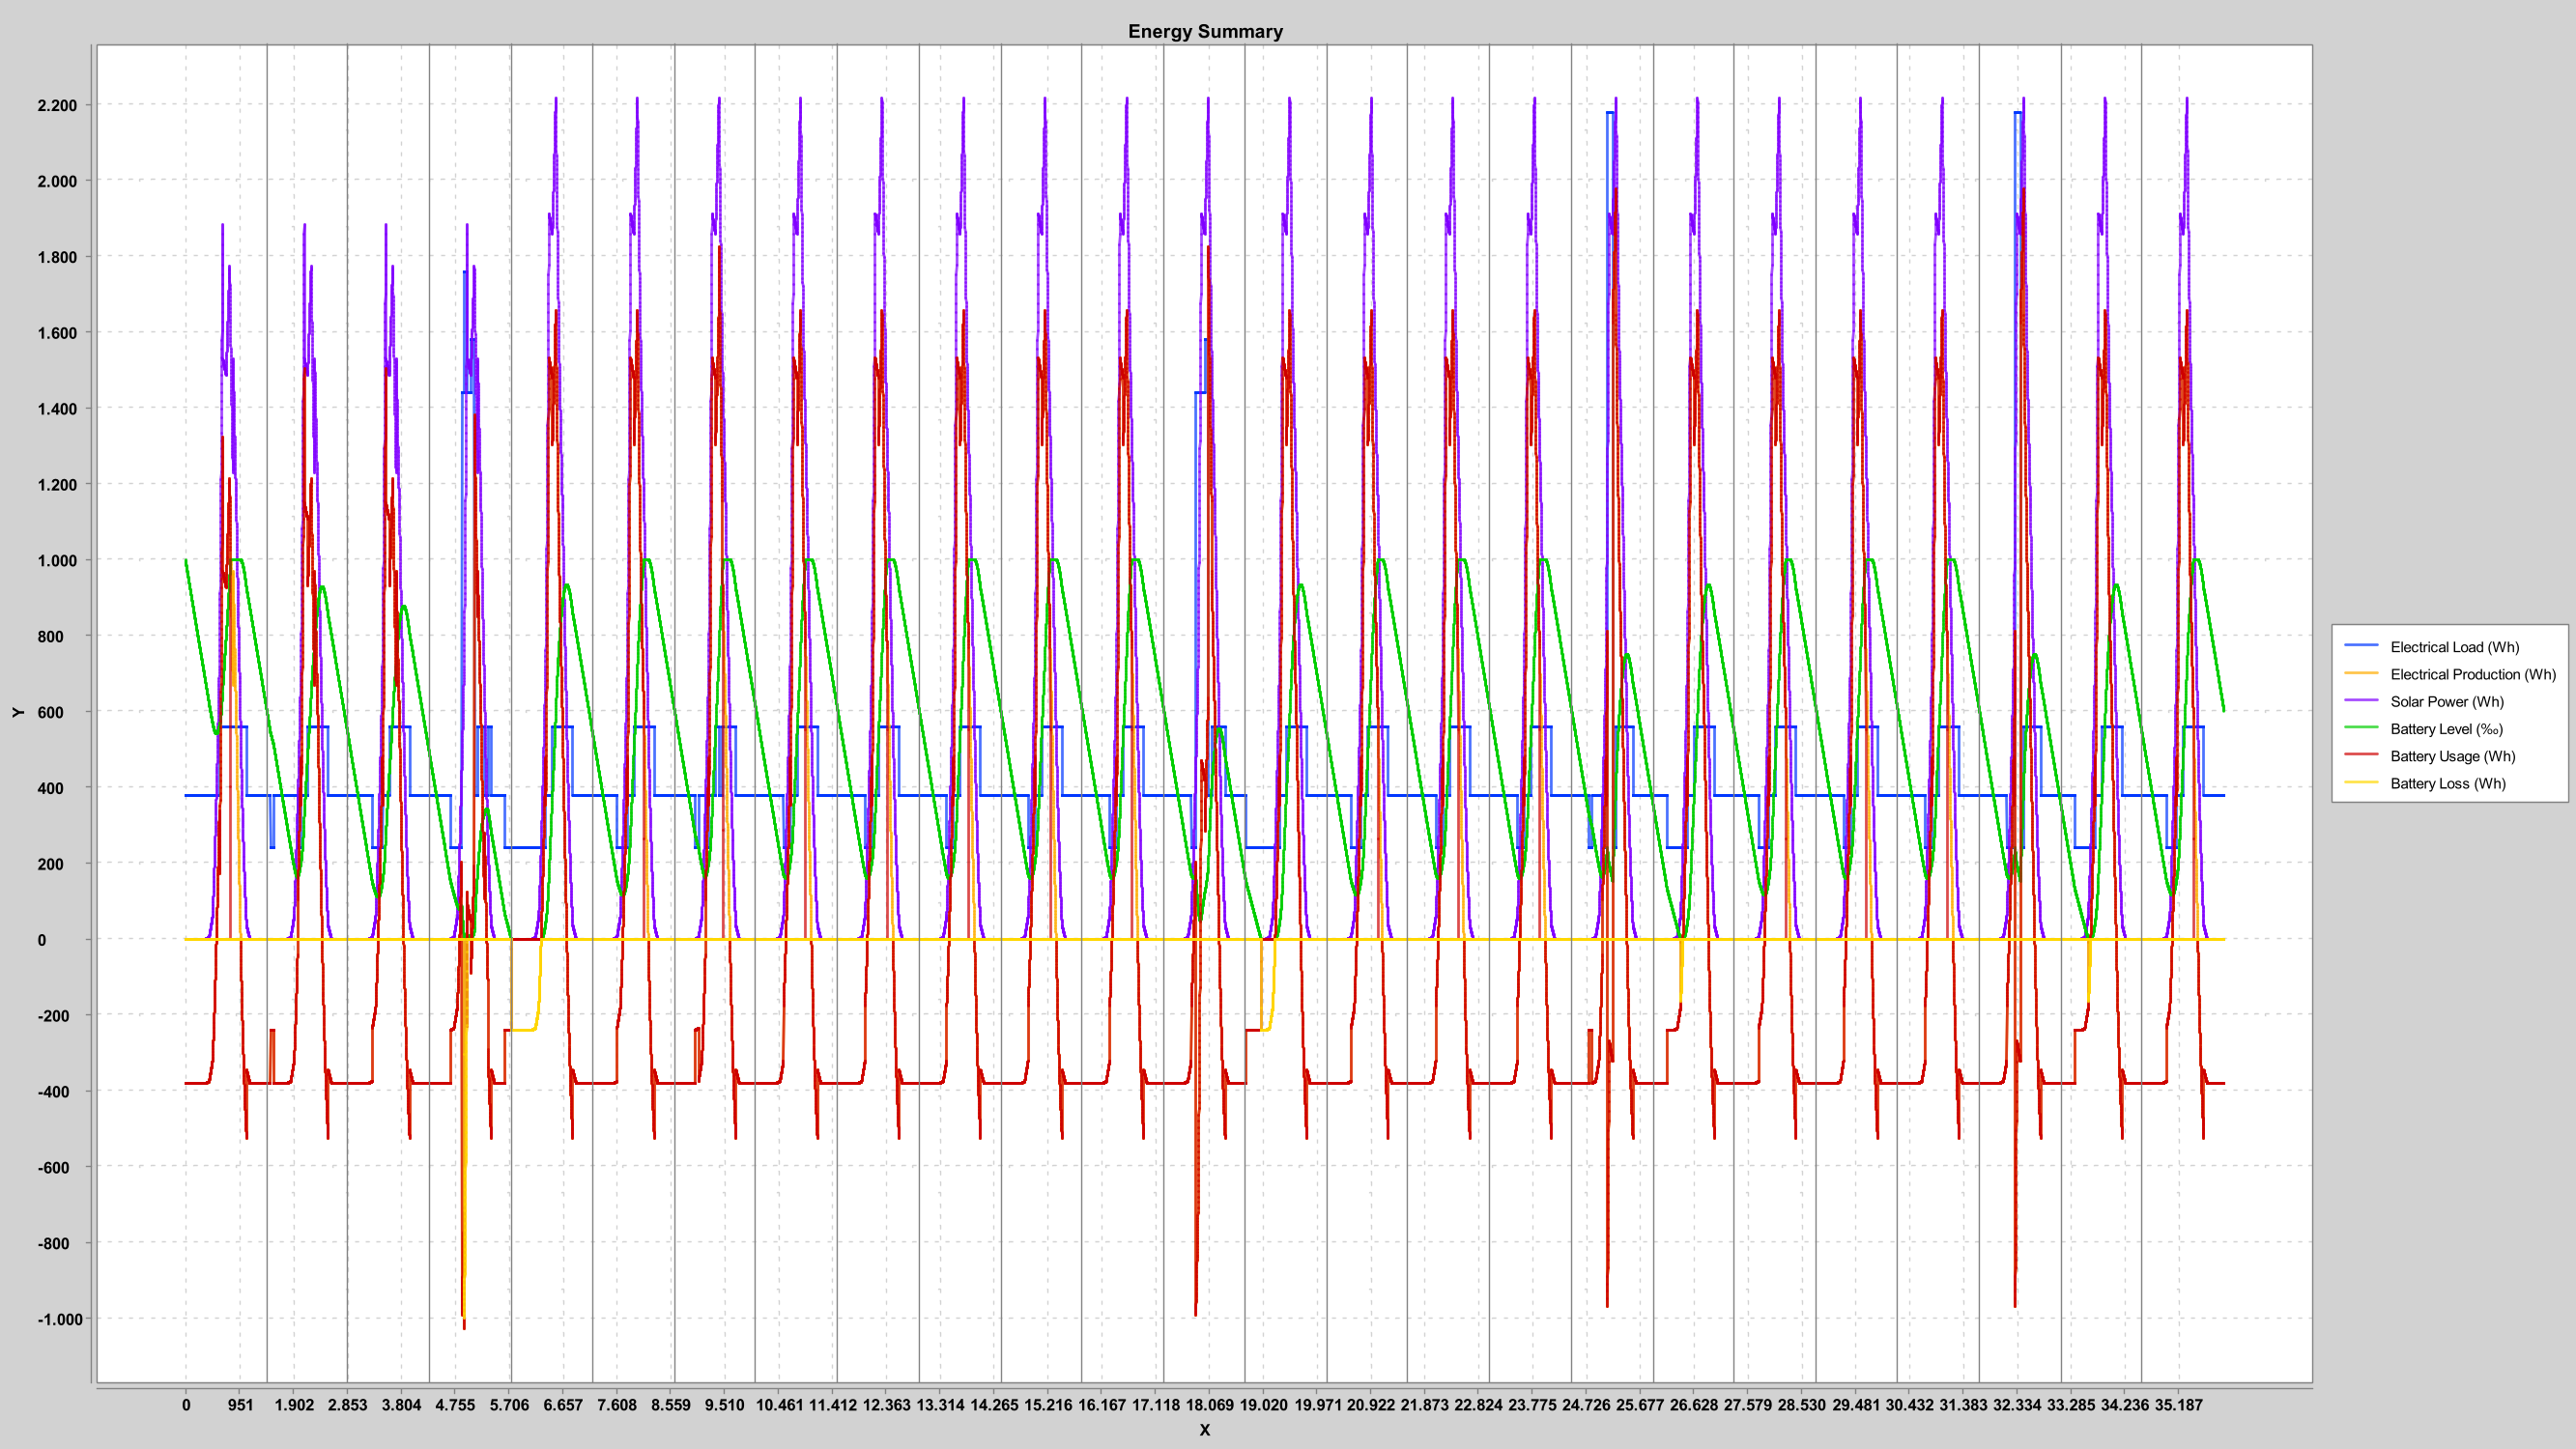 Energy Summary
2.200
2.000
1.800
1.600
1.400
1.200
1.000
800
600
400
200
0
-200
-400
-600
-800
-1.000
Y
Electrical Load (Wh)
Electrical Production (Wh)
Solar Power (Wh)
Battery Level (‰)
Battery Usage (Wh)
Battery Loss (Wh)
0 951 1.902 2.853 3.804 4.755 5.706 6.657 7.608 8.559 9.510 10.461 11.412 12.363 13.314 14.265 15.216 16.167 17.118 18.069 19.020 19.971 20.922 21.873 22.824 23.775 24.726 25.677 26.628 27.579 28.530 29.481 30.432 31.383 32.334 33.285 34.236 35.187
X